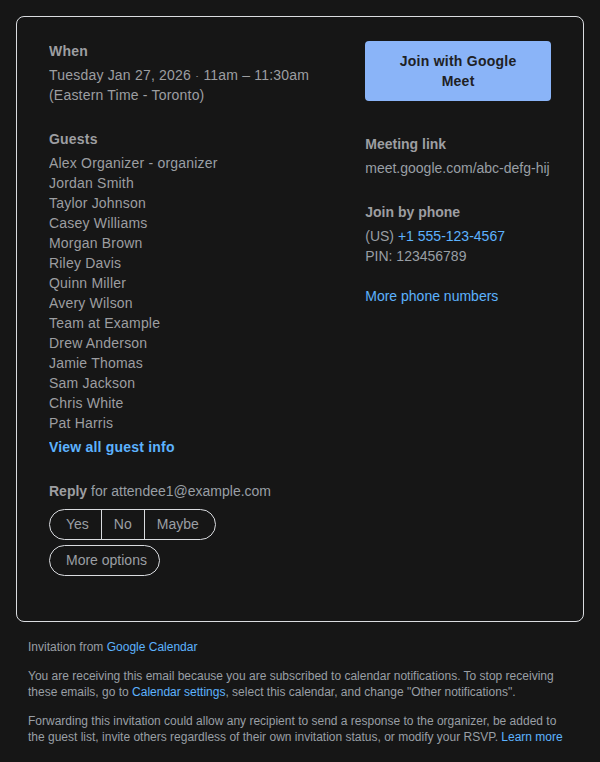 When
Tuesday Jan 27, 2026 · 11am – 11:30am
(Eastern Time - Toronto)
Guests
Alex Organizer - organizer
Jordan Smith
Taylor Johnson
Casey Williams
Morgan Brown
Riley Davis
Quinn Miller
Avery Wilson
Team at Example
Drew Anderson
Jamie Thomas
Sam Jackson
Chris White
Pat Harris
View all guest info
Reply for attendee1@example.com
Yes No Maybe
More options
Join with Google
Meet
Meeting link
meet.google.com/abc-defg-hij
Join by phone
(US) +1 555-123-4567
PIN: 123456789
More phone numbers
Invitation from Google Calendar
You are receiving this email because you are subscribed to calendar notifications. To stop receiving
these emails, go to Calendar settings, select this calendar, and change "Other notifications".
Forwarding this invitation could allow any recipient to send a response to the organizer, be added to
the guest list, invite others regardless of their own invitation status, or modify your RSVP. Learn more